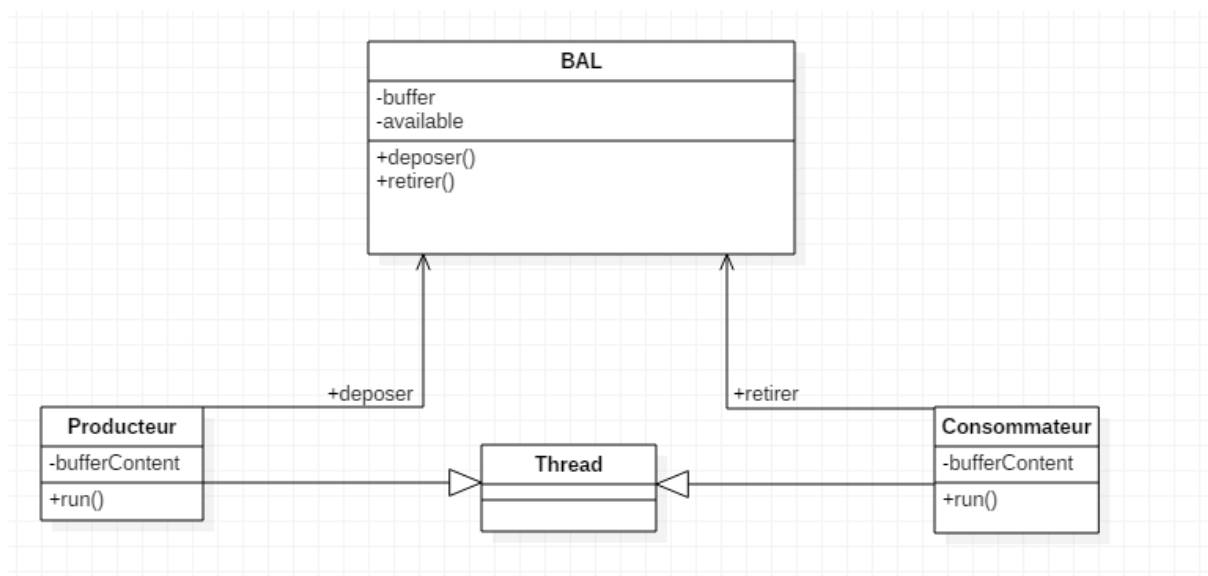 BAL
-buffer
-available
+deposer()
+retirer()
+deposer
+retirer
Producteur
-bufferContent
+run()
Thread
Consommateur
-bufferContent
+run()